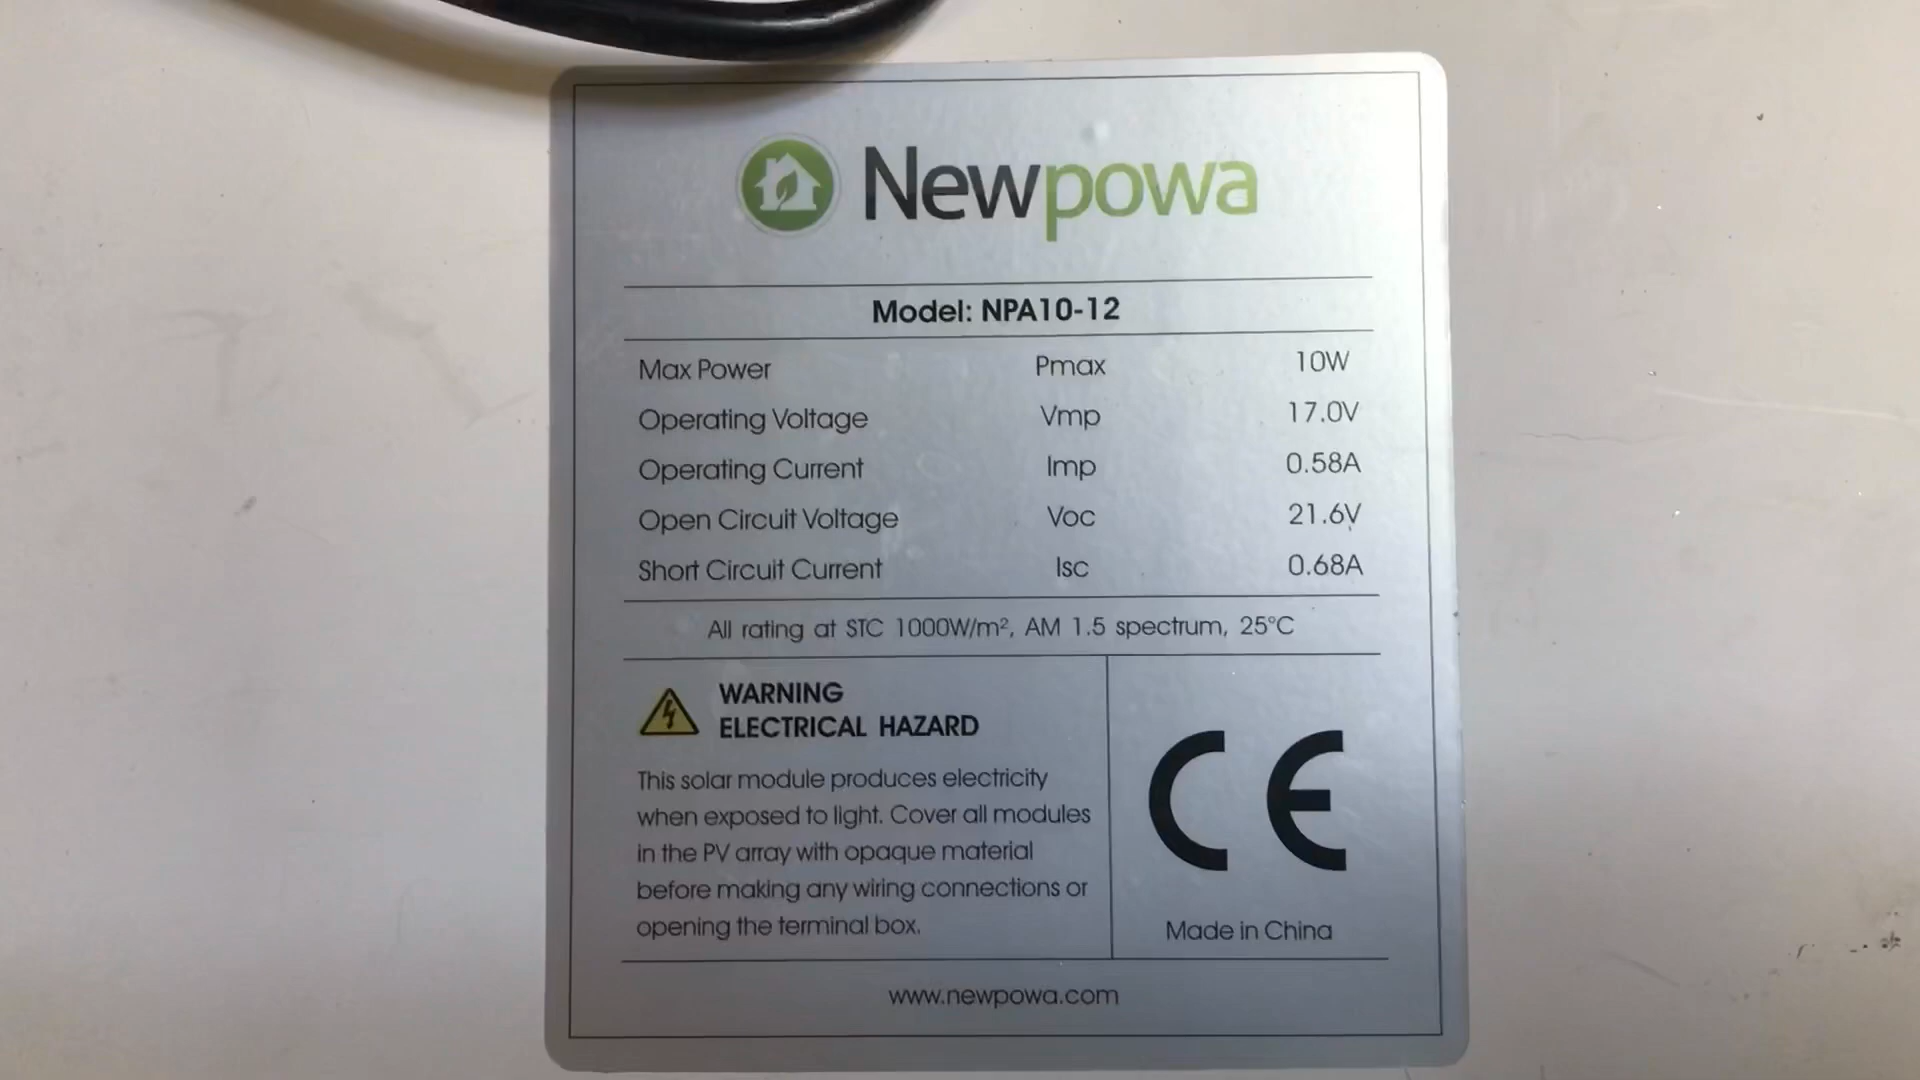 Newpowa
Model: NPA10-12
Max Power Pmax 10W
Operating Voltage Vmp 17.0V
Operating Current Imp 0.58A
Open Circuit Voltage Voc 21.6V
Short Circuit Current Isc 0.68A
All rating at STC 1000W/m², AM 1.5 spectrum, 25°C
WARNING
ELECTRICAL HAZARD
This solar module produces electricity
when exposed to light. Cover all modules
in the PV array with opaque material
before making any wiring connections or
opening the terminal box.
CE
Made in China
www.newpowa.com